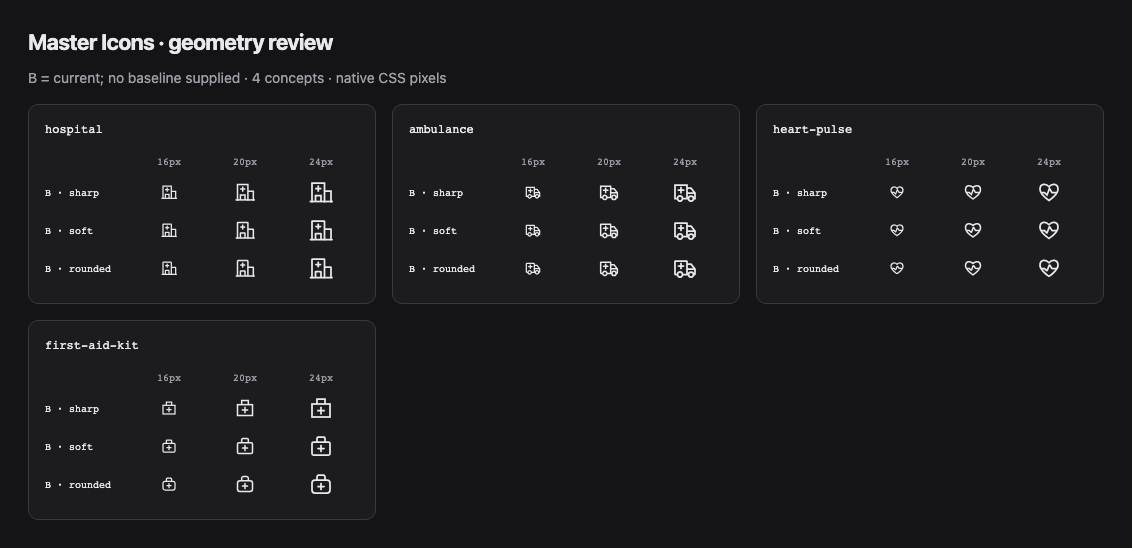 Master Icons · geometry review
B = current; no baseline supplied · 4 concepts · native CSS pixels
hospital
16px 20px 24px
B · sharp
B · soft
B · rounded
ambulance
16px 20px 24px
B · sharp
B · soft
B · rounded
heart-pulse
16px 20px 24px
B · sharp
B · soft
B · rounded
first-aid-kit
16px 20px 24px
B · sharp
B · soft
B · rounded